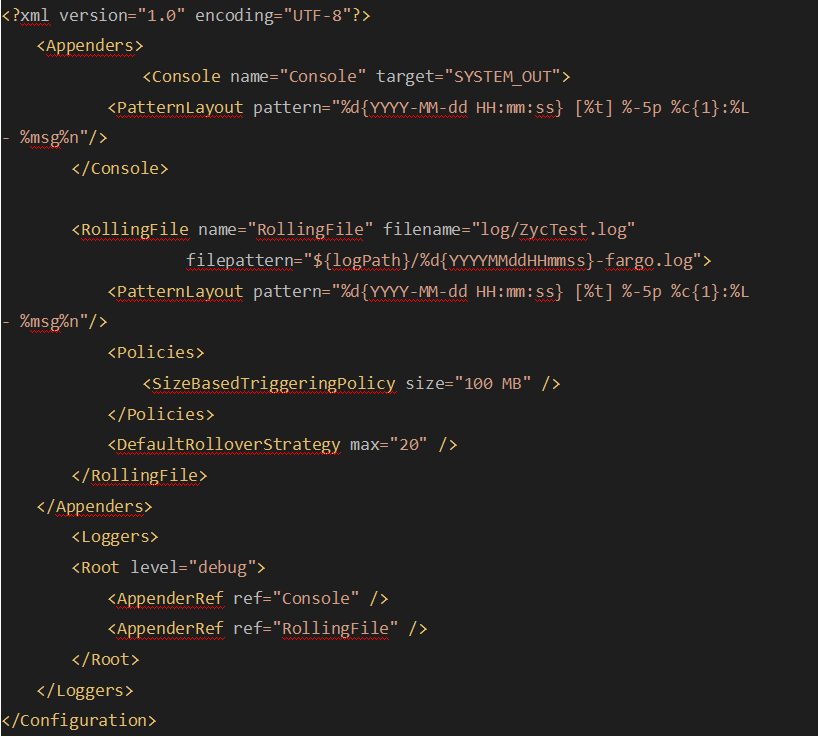 <?xml version="1.0" encoding="UTF-8"?>
<Appenders>
<Console name="Console" target="SYSTEM_OUT">
<PatternLayout pattern="%d{YYYY-MM-dd HH:mm:ss} [%t] %-5p %c{1}:%L
- %msg%n"/>
</Console>
<RollingFile name="RollingFile" filename="log/ZycTest.log"
filepattern="${logPath}/%d{YYYYMMddHHmmss}-fargo.log">
<PatternLayout pattern="%d{YYYY-MM-dd HH:mm:ss} [%t] %-5p %c{1}:%L
- %msg%n"/>
<Policies>
<SizeBasedTriggeringPolicy size="100 MB" />
</Policies>
<DefaultRolloverStrategy max="20" />
</RollingFile>
</Appenders>
<Loggers>
<Root level="debug">
<AppenderRef ref="Console" />
<AppenderRef ref="RollingFile" />
</Root>
</Loggers>
</Configuration>